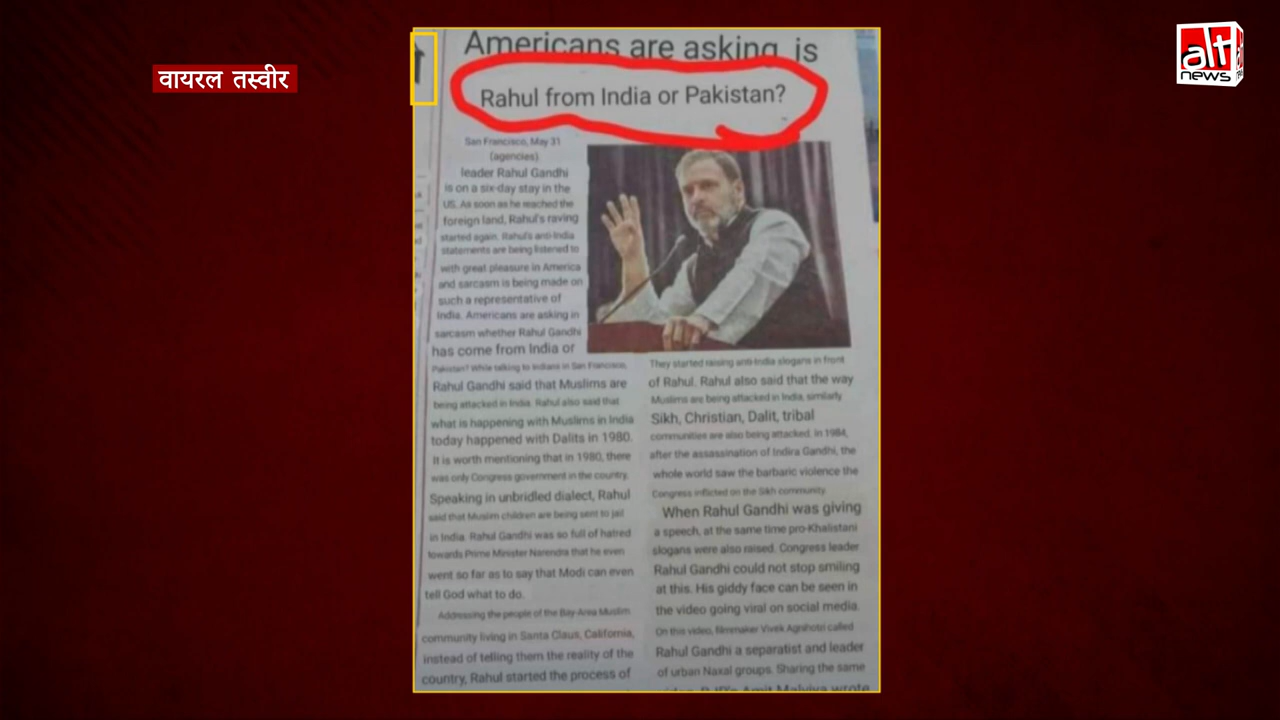 वायरल तस्वीर
alt
news
Americans are asking, is
Rahul from India or Pakistan?
San Francisco, May 31
(agencies).
leader Rahul Gandhi
is on a six-day stay in the
US. As soon as he reached the
foreign land, Rahul's raving
started again. Rahul's anti-India
statements are being listened to
with great pleasure in America
and sarcasm is being made on
such a representative of
India. Americans are asking in
sarcasm whether Rahul Gandhi
has come from India or
Pakistan? While talking to Indians in San Francisco,
Rahul Gandhi said that Muslims are
being attacked in India. Rahul also said that
what is happening with Muslims in India
today happened with Dalits in 1980.
It is worth mentioning that in 1980, there
was only Congress government in the country.
Speaking in unbridled dialect, Rahul
said that Muslim children are being sent to jail
in India. Rahul Gandhi was so full of hatred
towards Prime Minister Narendra that he even
went so far as to say that Modi can even
tell God what to do.
Addressing the people of the Bay-Area Muslim
community living in Santa Claus, California,
instead of telling them the reality of the
country, Rahul started the process of
They started raising anti-India slogans in front
of Rahul. Rahul also said that the way
Muslims are being attacked in India, similarly
Sikh, Christian, Dalit, tribal
communities are also being attacked. In 1984,
after the assassination of Indira Gandhi, the
whole world saw the barbaric violence the
Congress inflicted on the Sikh community.
When Rahul Gandhi was giving
a speech, at the same time pro-Khalistani
slogans were also raised. Congress leader
Rahul Gandhi could not stop smiling
at this. His giddy face can be seen in
the video going viral on social media.
On this video, filmmaker Vivek Agnihotri called
Rahul Gandhi a separatist and leader
of urban Naxal groups. Sharing the same
video, BJP's Amit Malviya wrote